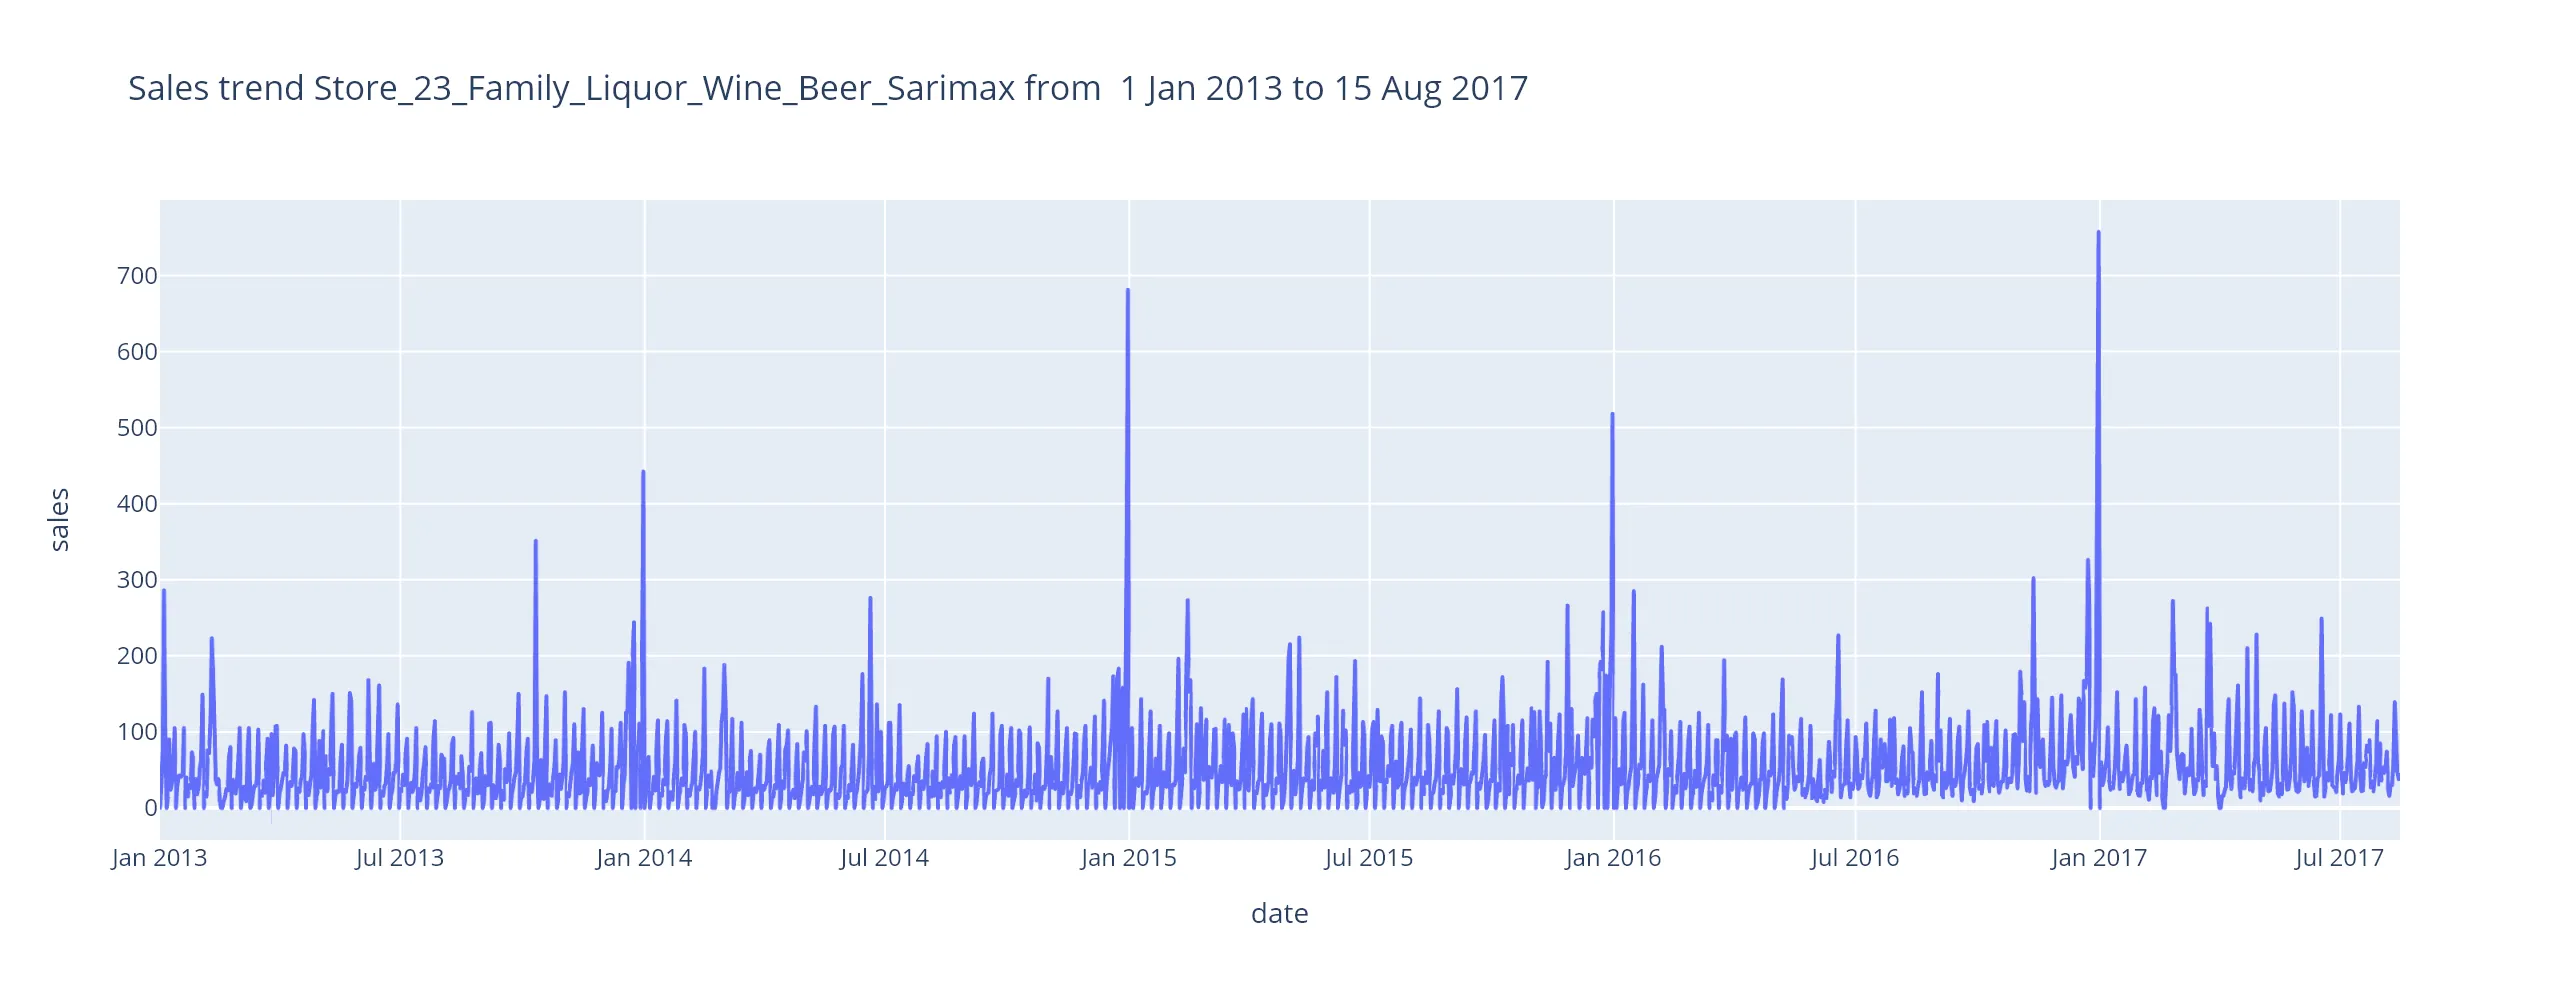 Sales trend Store_23_Family_Liquor_Wine_Beer_Sarimax from  1 Jan 2013 to 15 Aug 2017
700
600
500
400
300
200
100
0
sales
Jan 2013 Jul 2013 Jan 2014 Jul 2014 Jan 2015 Jul 2015 Jan 2016 Jul 2016 Jan 2017 Jul 2017
date